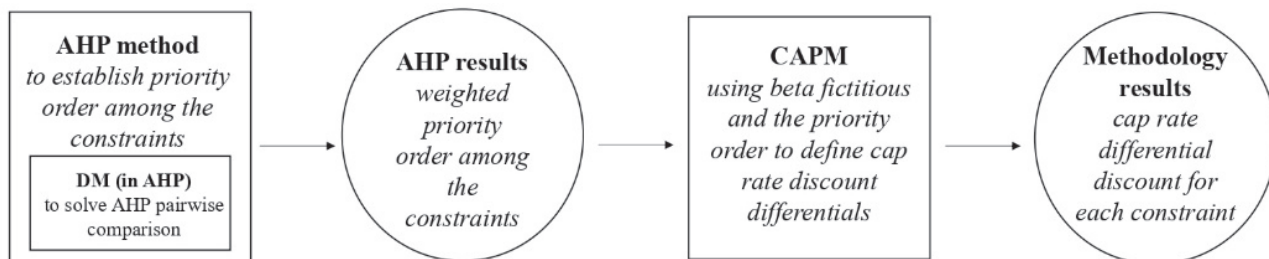 AHP method
to establish priority
order among the
constraints
DM (in AHP)
to solve AHP pairwise
comparison
AHP results
weighted
priority
order among
the
constraints
CAPM
using beta fictitious
and the priority
order to define cap
rate discount
differentials
Methodology
results
cap rate
differential
discount for
each constraint